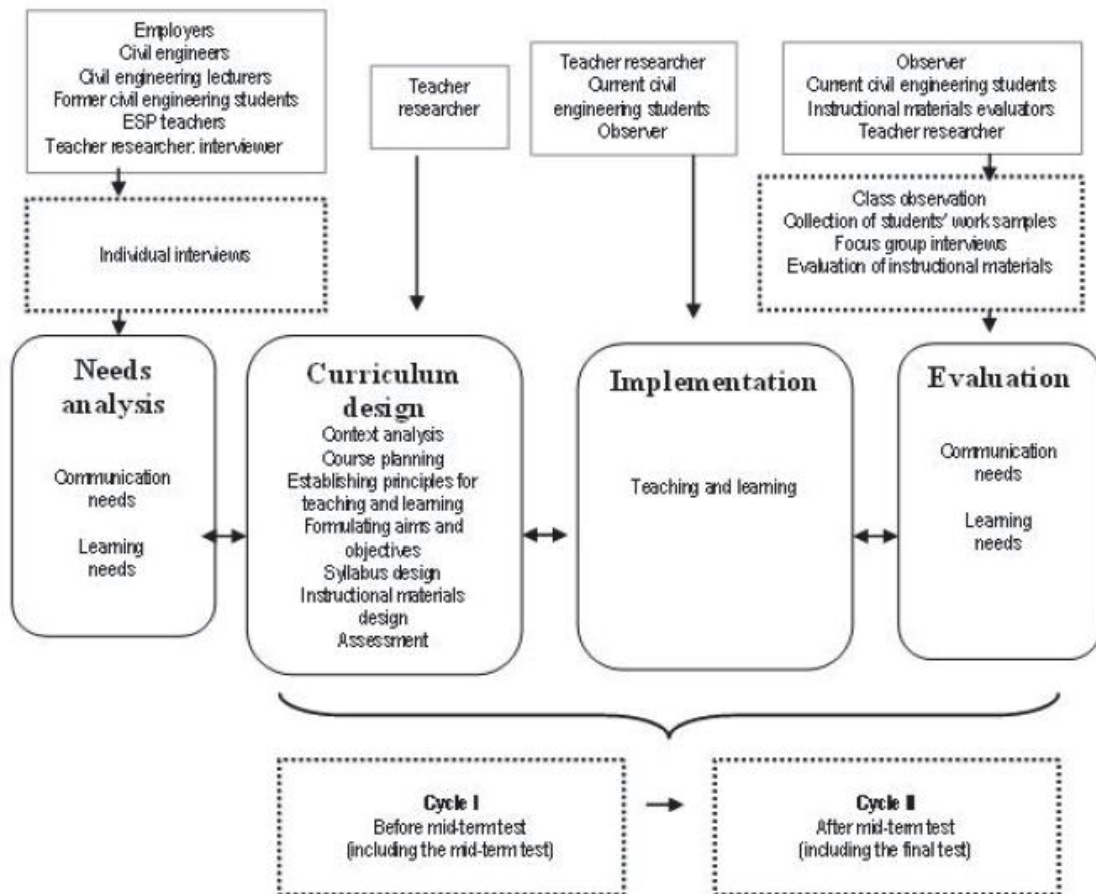 Employers
Civil engineers
Civil engineering lecturers
Former civil engineering students
ESP teachers
Teacher researcher: interviewer
Teacher
researcher
Teacher researcher
Current civil
engineering students
Observer
Observer
Current civil engineering students
Instructional materials evaluators
Teacher researcher
Individual interviews
Class observation
Collection of students' work samples
Focus group interviews
Evaluation of instructional materials
Needs
analysis
Communication
needs
Learning
needs
Curriculum
design
Context analysis
Course planning
Establishing principles for
teaching and learning
Formulating aims and
objectives
Syllabus design
Instructional materials
design
Assessment
Implementation
Teaching and learning
Evaluation
Communication
needs
Learning
needs
Cycle I
Before mid-term test
(including the mid-term test)
Cycle II
After mid-term test
(including the final test)